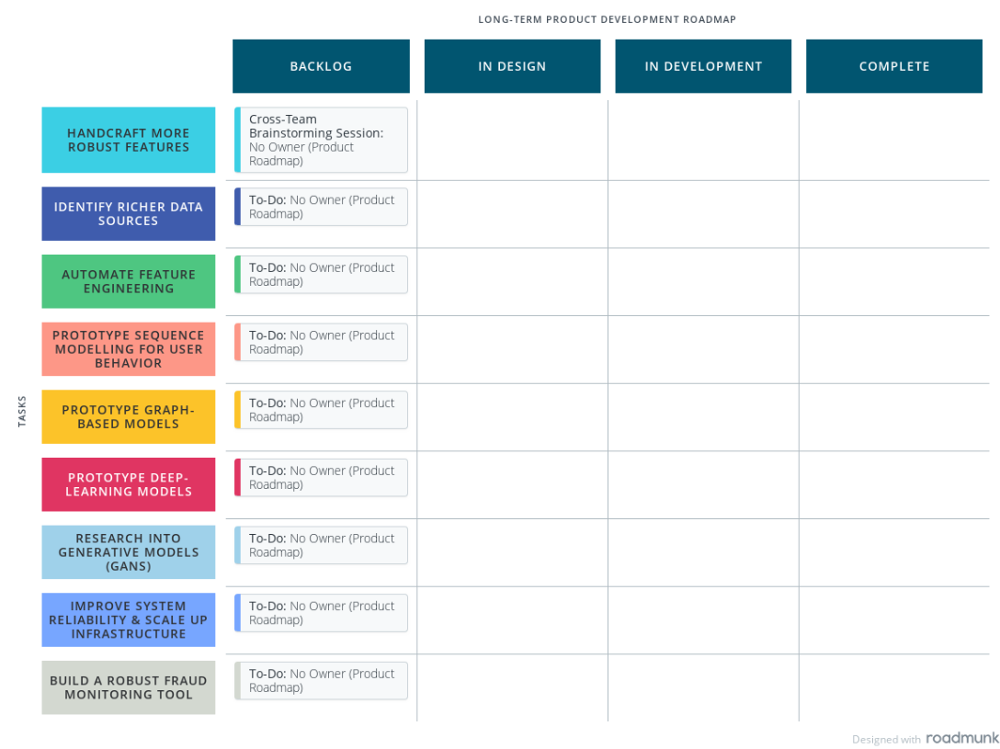 LONG-TERM PRODUCT DEVELOPMENT ROADMAP
BACKLOG
IN DESIGN
IN DEVELOPMENT
COMPLETE
TASKS
HANDCRAFT MORE
ROBUST FEATURES
Cross-Team
Brainstorming Session:
No Owner (Product
Roadmap)
IDENTIFY RICHER DATA
SOURCES
To-Do: No Owner (Product
Roadmap)
AUTOMATE FEATURE
ENGINEERING
To-Do: No Owner (Product
Roadmap)
PROTOTYPE SEQUENCE
MODELLING FOR USER
BEHAVIOR
To-Do: No Owner (Product
Roadmap)
PROTOTYPE GRAPH-
BASED MODELS
To-Do: No Owner (Product
Roadmap)
PROTOTYPE DEEP-
LEARNING MODELS
To-Do: No Owner (Product
Roadmap)
RESEARCH INTO
GENERATIVE MODELS
(GANS)
To-Do: No Owner (Product
Roadmap)
IMPROVE SYSTEM
RELIABILITY & SCALE UP
INFRASTRUCTURE
To-Do: No Owner (Product
Roadmap)
BUILD A ROBUST FRAUD
MONITORING TOOL
To-Do: No Owner (Product
Roadmap)
Designed with roadmunk